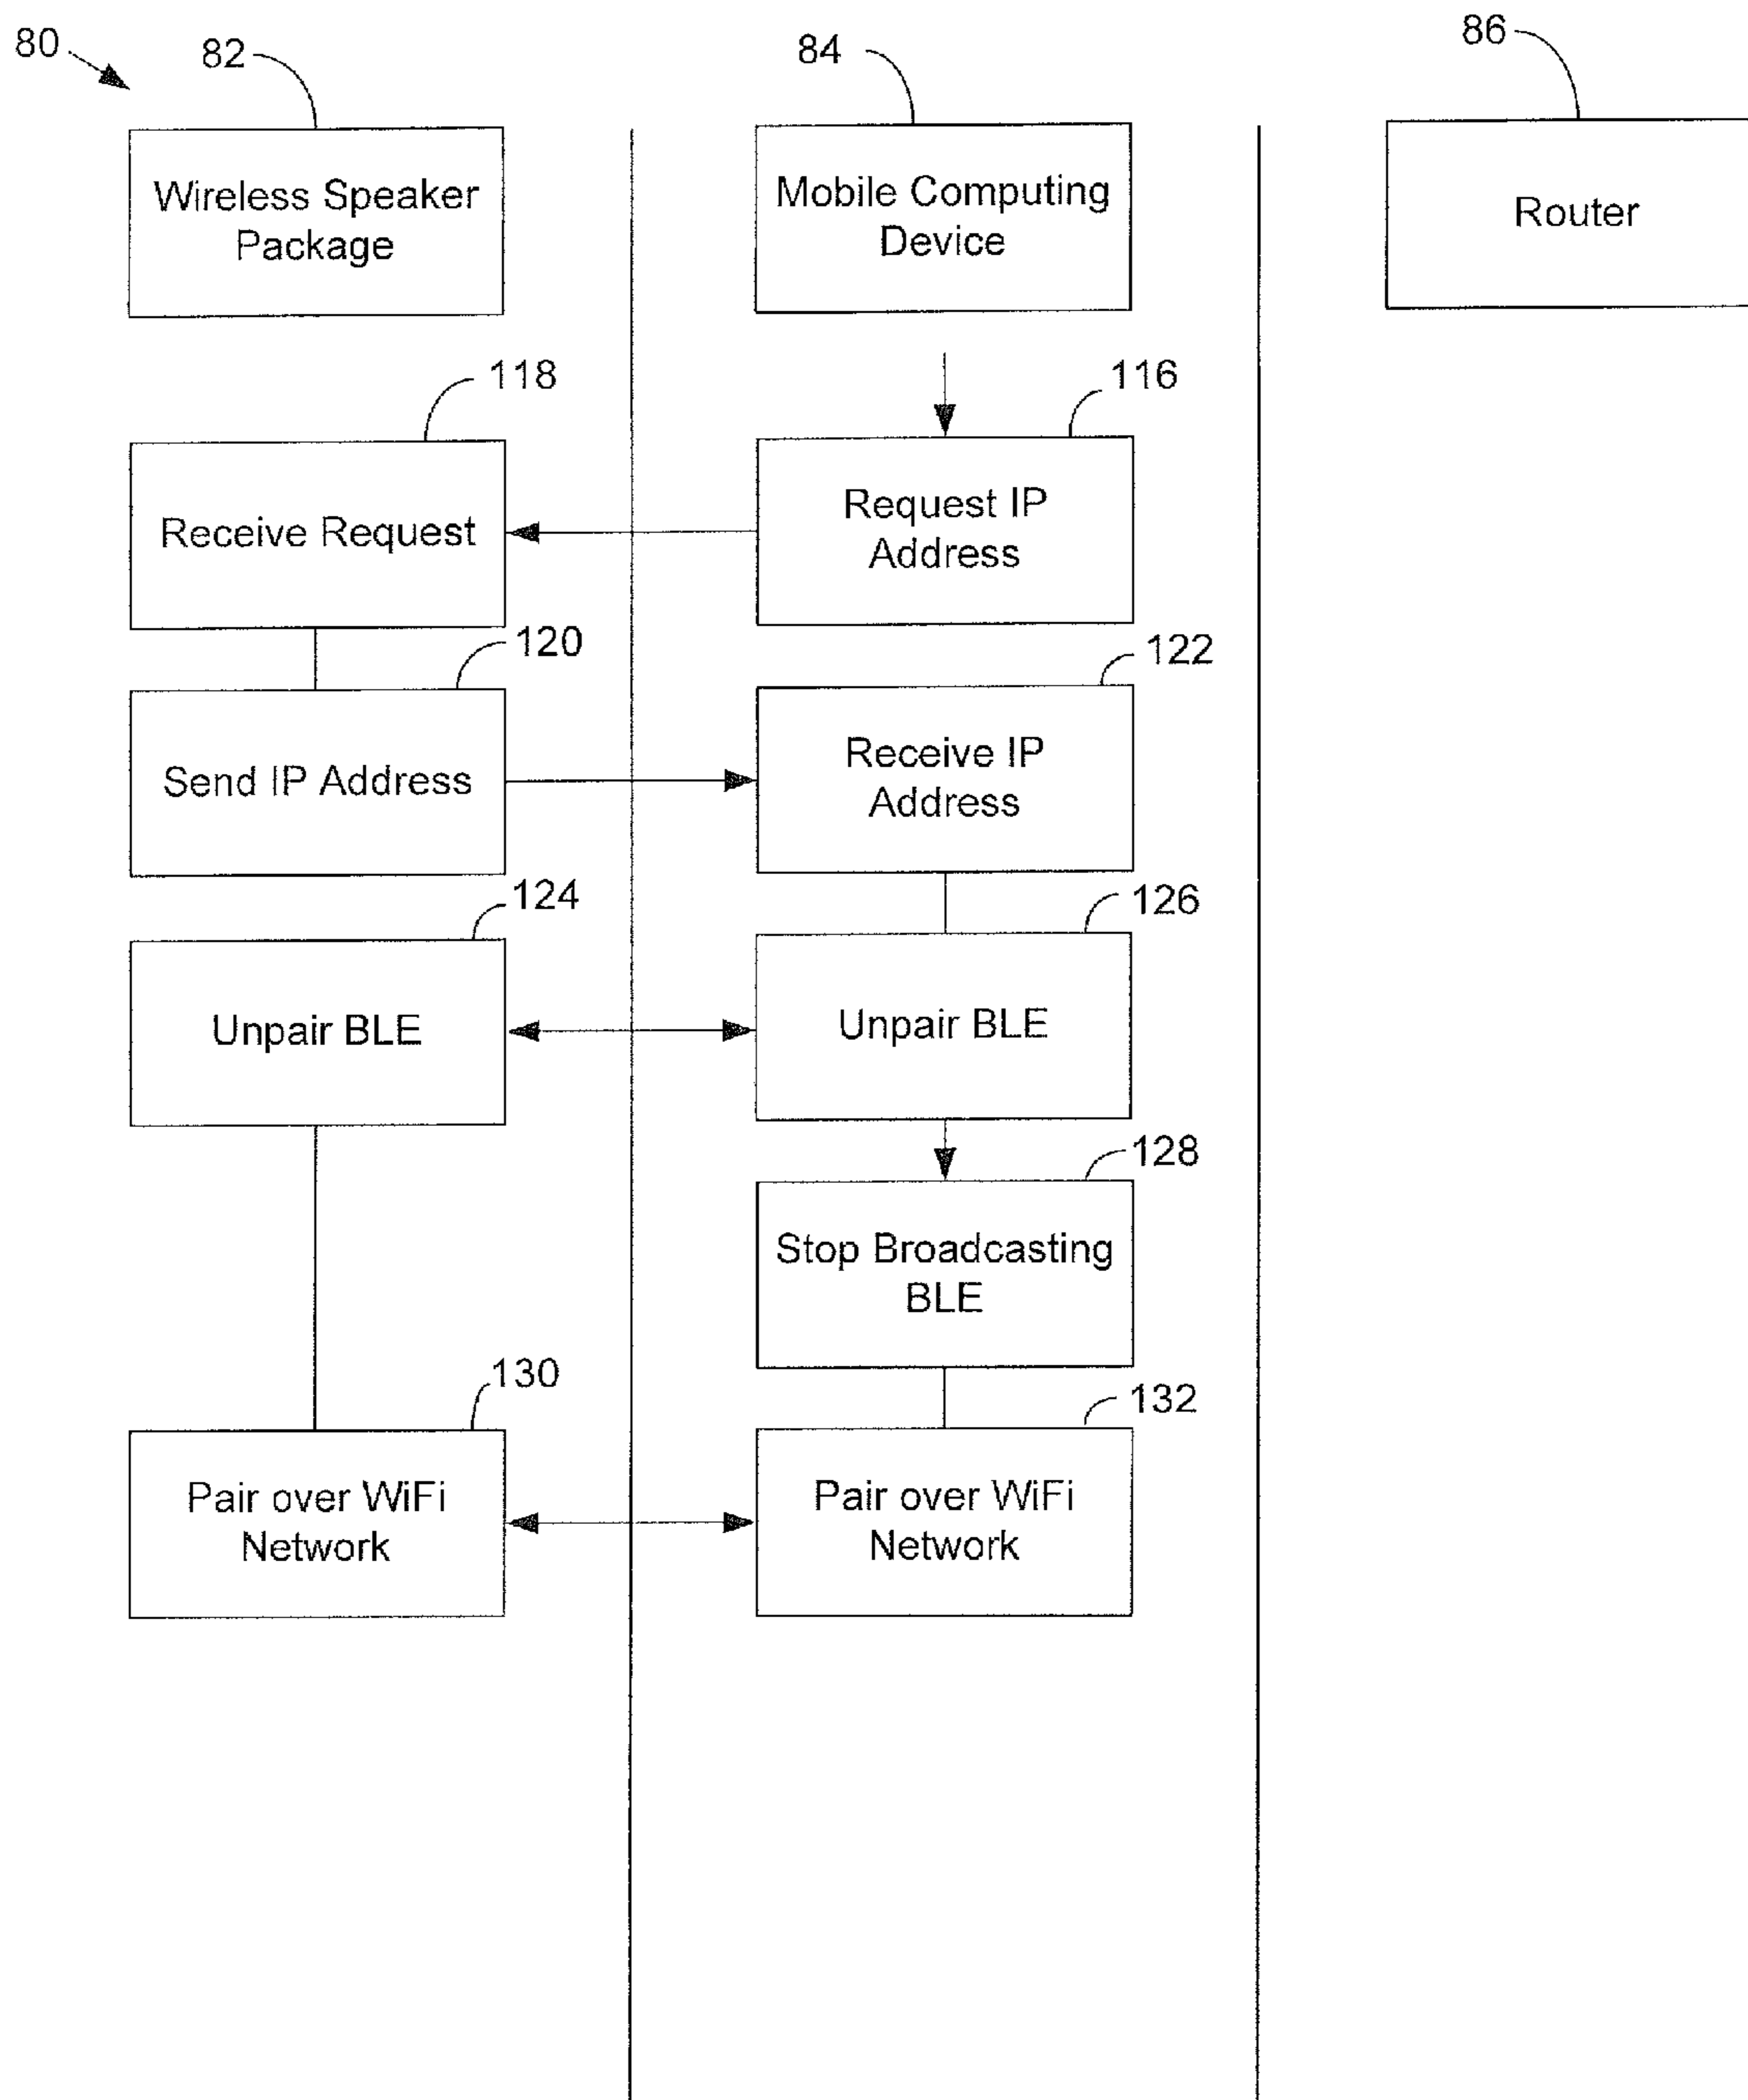 80
82
84
86
Wireless Speaker
Package
Mobile Computing
Device
Router
118
116
Receive Request
Request IP
Address
120
122
Send IP Address
Receive IP
Address
124
126
Unpair BLE
Unpair BLE
128
Stop Broadcasting
BLE
130
132
Pair over WiFi
Network
Pair over WiFi
Network